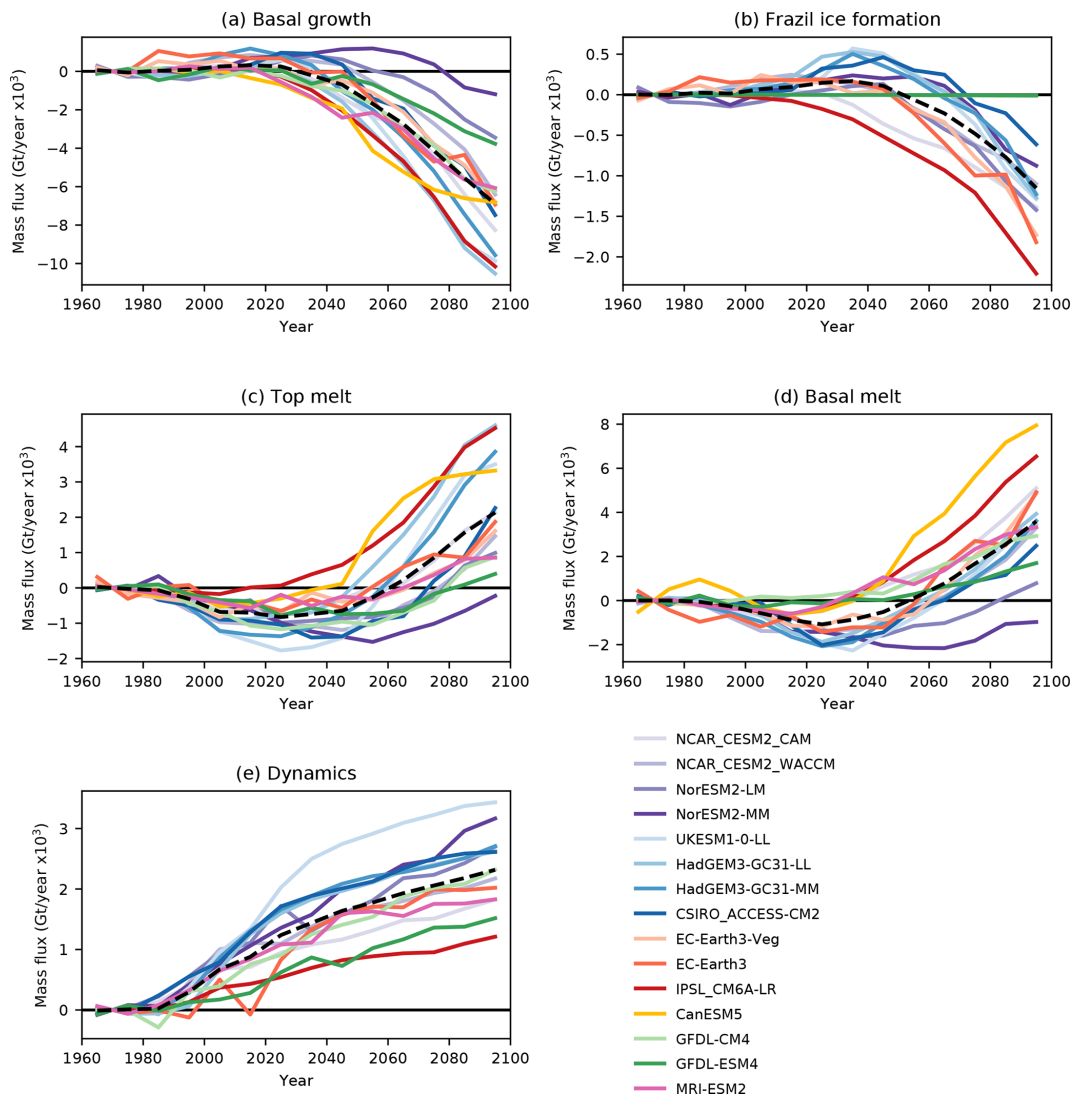 (a) Basal growth
Mass flux (Gt/year x10³)
0
−2
−4
−6
−8
−10
1960 1980 2000 2020 2040 2060 2080 2100
Year
(b) Frazil ice formation
Mass flux (Gt/year x10³)
0.5
0.0
−0.5
−1.0
−1.5
−2.0
1960 1980 2000 2020 2040 2060 2080 2100
Year
(c) Top melt
Mass flux (Gt/year x10³)
4
3
2
1
0
−1
−2
1960 1980 2000 2020 2040 2060 2080 2100
Year
(d) Basal melt
Mass flux (Gt/year x10³)
8
6
4
2
0
−2
1960 1980 2000 2020 2040 2060 2080 2100
Year
(e) Dynamics
Mass flux (Gt/year x10³)
3
2
1
0
1960 1980 2000 2020 2040 2060 2080 2100
Year
NCAR_CESM2_CAM
NCAR_CESM2_WACCM
NorESM2-LM
NorESM2-MM
UKESM1-0-LL
HadGEM3-GC31-LL
HadGEM3-GC31-MM
CSIRO_ACCESS-CM2
EC-Earth3-Veg
EC-Earth3
IPSL_CM6A-LR
CanESM5
GFDL-CM4
GFDL-ESM4
MRI-ESM2